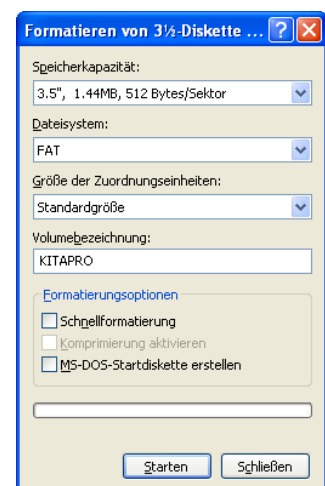 Formatieren von 3½-Diskette ...
Speicherkapazität:
3.5", 1.44MB, 512 Bytes/Sektor
Dateisystem:
FAT
Größe der Zuordnungseinheiten:
Standardgröße
Volumebezeichnung:
KITAPRO
Formatierungsoptionen
Schnellformatierung
Komprimierung aktivieren
MS-DOS-Startdiskette erstellen
Starten Schließen